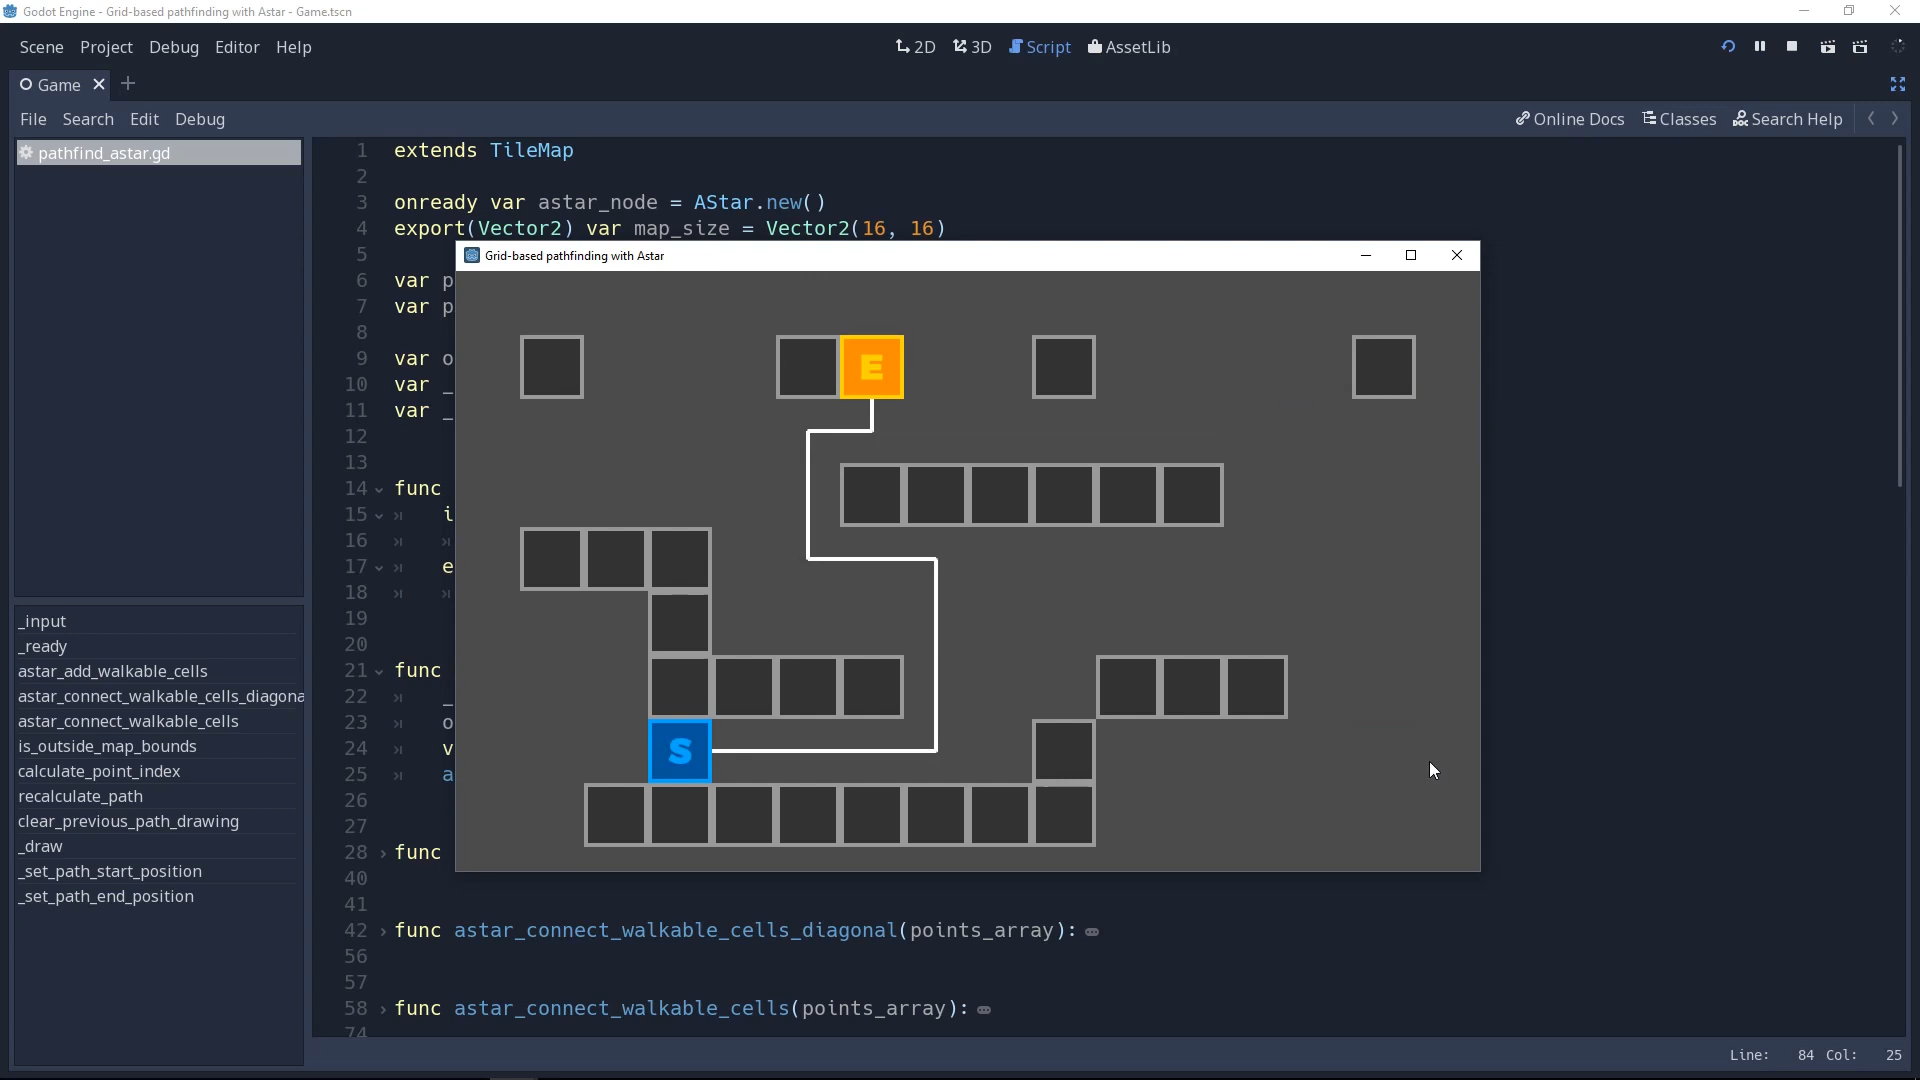 Godot Engine - Grid-based pathfinding with Astar - Game.tscn
Scene Project Debug Editor Help
2D 3D Script AssetLib
Game
File Search Edit Debug
Online Docs Classes Search Help
pathfind_astar.gd
1 extends TileMap
2
3 onready var astar_node = AStar.new()
4 export(Vector2) var map_size = Vector2(16, 16)
5
6 var p
7 var p
8
9 var o
10 var _
11 var _
12
13
14 func
15 i
16
17 e
18
19
20
21 func
22 _
23 o
24 v
25 a
26
27
28 func
40
41
42 func astar_connect_walkable_cells_diagonal(points_array):
56
57
58 func astar_connect_walkable_cells(points_array):
74
Grid-based pathfinding with Astar
E
S
_input
_ready
astar_add_walkable_cells
astar_connect_walkable_cells_diagona
astar_connect_walkable_cells
is_outside_map_bounds
calculate_point_index
recalculate_path
clear_previous_path_drawing
_draw
_set_path_start_position
_set_path_end_position
Line: 84 Col: 25